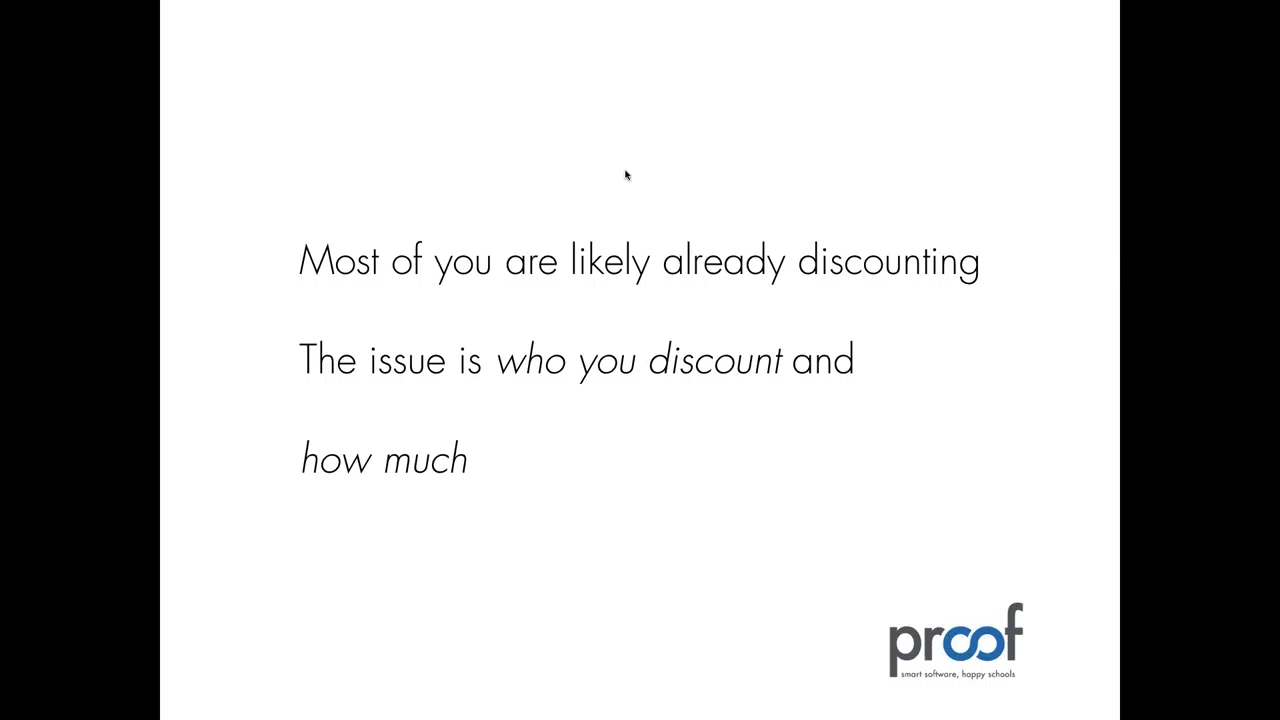 Most of you are likely already discounting
The issue is who you discount and
how much
proof
smart software, happy schools